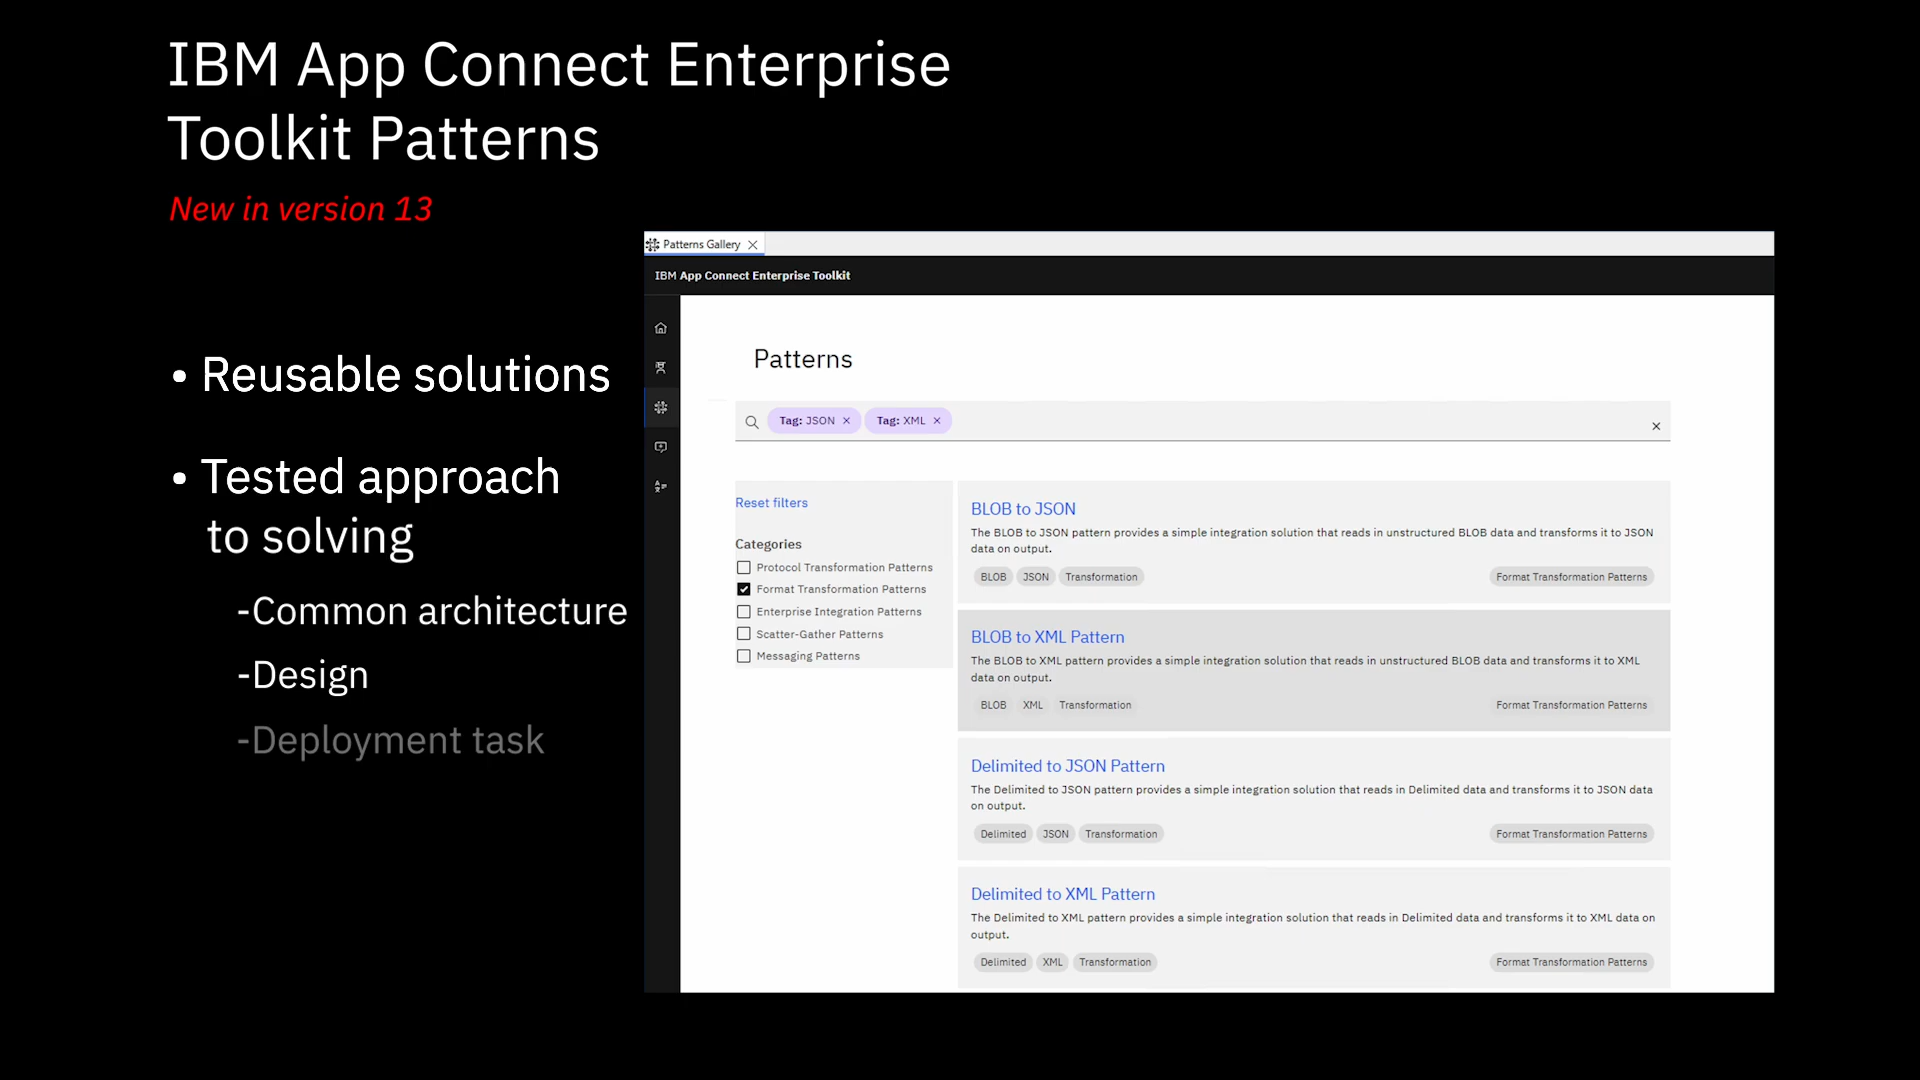 IBM App Connect Enterprise
Toolkit Patterns
New in version 13
• Reusable solutions
• Tested approach
to solving
-Common architecture
-Design
-Deployment task
Patterns Gallery
IBM App Connect Enterprise Toolkit
Patterns
Tag: JSON × Tag: XML ×
Reset filters
Categories
Protocol Transformation Patterns
Format Transformation Patterns
Enterprise Integration Patterns
Scatter-Gather Patterns
Messaging Patterns
BLOB to JSON
The BLOB to JSON pattern provides a simple integration solution that reads in unstructured BLOB data and transforms it to JSON
data on output.
BLOB JSON Transformation Format Transformation Patterns
BLOB to XML Pattern
The BLOB to XML pattern provides a simple integration solution that reads in unstructured BLOB data and transforms it to XML
data on output.
BLOB XML Transformation Format Transformation Patterns
Delimited to JSON Pattern
The Delimited to JSON pattern provides a simple integration solution that reads in Delimited data and transforms it to JSON data
on output.
Delimited JSON Transformation Format Transformation Patterns
Delimited to XML Pattern
The Delimited to XML pattern provides a simple integration solution that reads in Delimited data and transforms it to XML data on
output.
Delimited XML Transformation Format Transformation Patterns